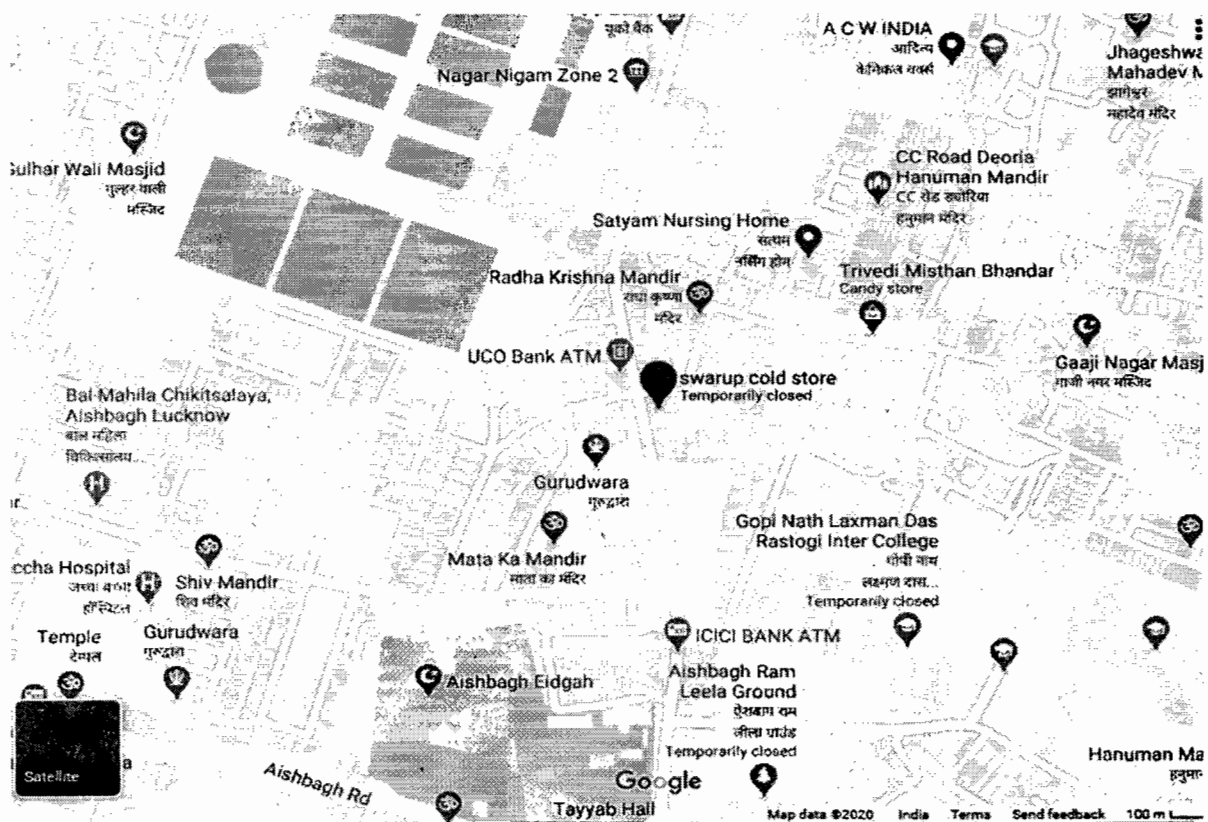 यूको बैंक
A C W INDIA
आदित्य
केमिकल वर्क्स
Jhageshwa
Mahadev M
झागेश्वर
महादेव मंदिर
Nagar Nigam Zone 2
Gulhar Wali Masjid
गुल्हर वाली
मस्जिद
CC Road Deoria
Hanuman Mandir
CC रोड
हनुमान मंदिर
Satyam Nursing Home
सत्यम
नर्सिंग होम
Radha Krishna Mandir
राधा कृष्णा
मंदिर
Trivedi Misthan Bhandar
Candy store
UCO Bank ATM
swarup cold store
Temporarily closed
Gaaji Nagar Masj
गाजी नगर मस्जिद
Bal Mahila Chikitsalaya,
Aishbagh Lucknow
बाल महिला
चिकित्सालय...
Gurudwara
गुरुद्वारा
Mata Ka Mandir
माता का मंदिर
Gopi Nath Laxman Das
Rastogi Inter College
गोपी नाथ
लक्ष्मण दास...
Temporarily closed
ccha Hospital
जच्चा बच्चा
हॉस्पिटल
Shiv Mandir
शिव मंदिर
Temple
टेम्पल
Gurudwara
गुरुद्वारा
ICICI BANK ATM
Aishbagh Eidgah
Aishbagh Ram
Leela Ground
ऐशबाग राम
लीला ग्राउंड
Temporarily closed
Satellite
a
Aishbagh Rd
Tayyab Hall
Google
Hanuman Ma
हनुमान
Map data ©2020 India Terms Send feedback 100 m